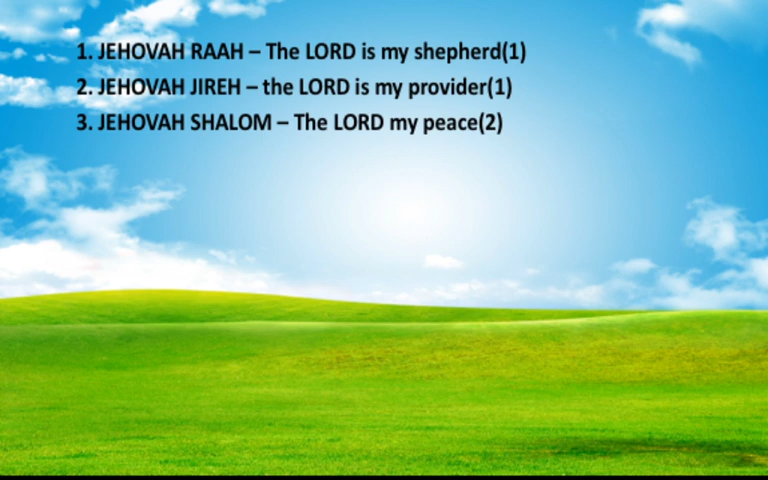 1. JEHOVAH RAAH – The LORD is my shepherd(1)
2. JEHOVAH JIREH – the LORD is my provider(1)
3. JEHOVAH SHALOM – The LORD my peace(2)